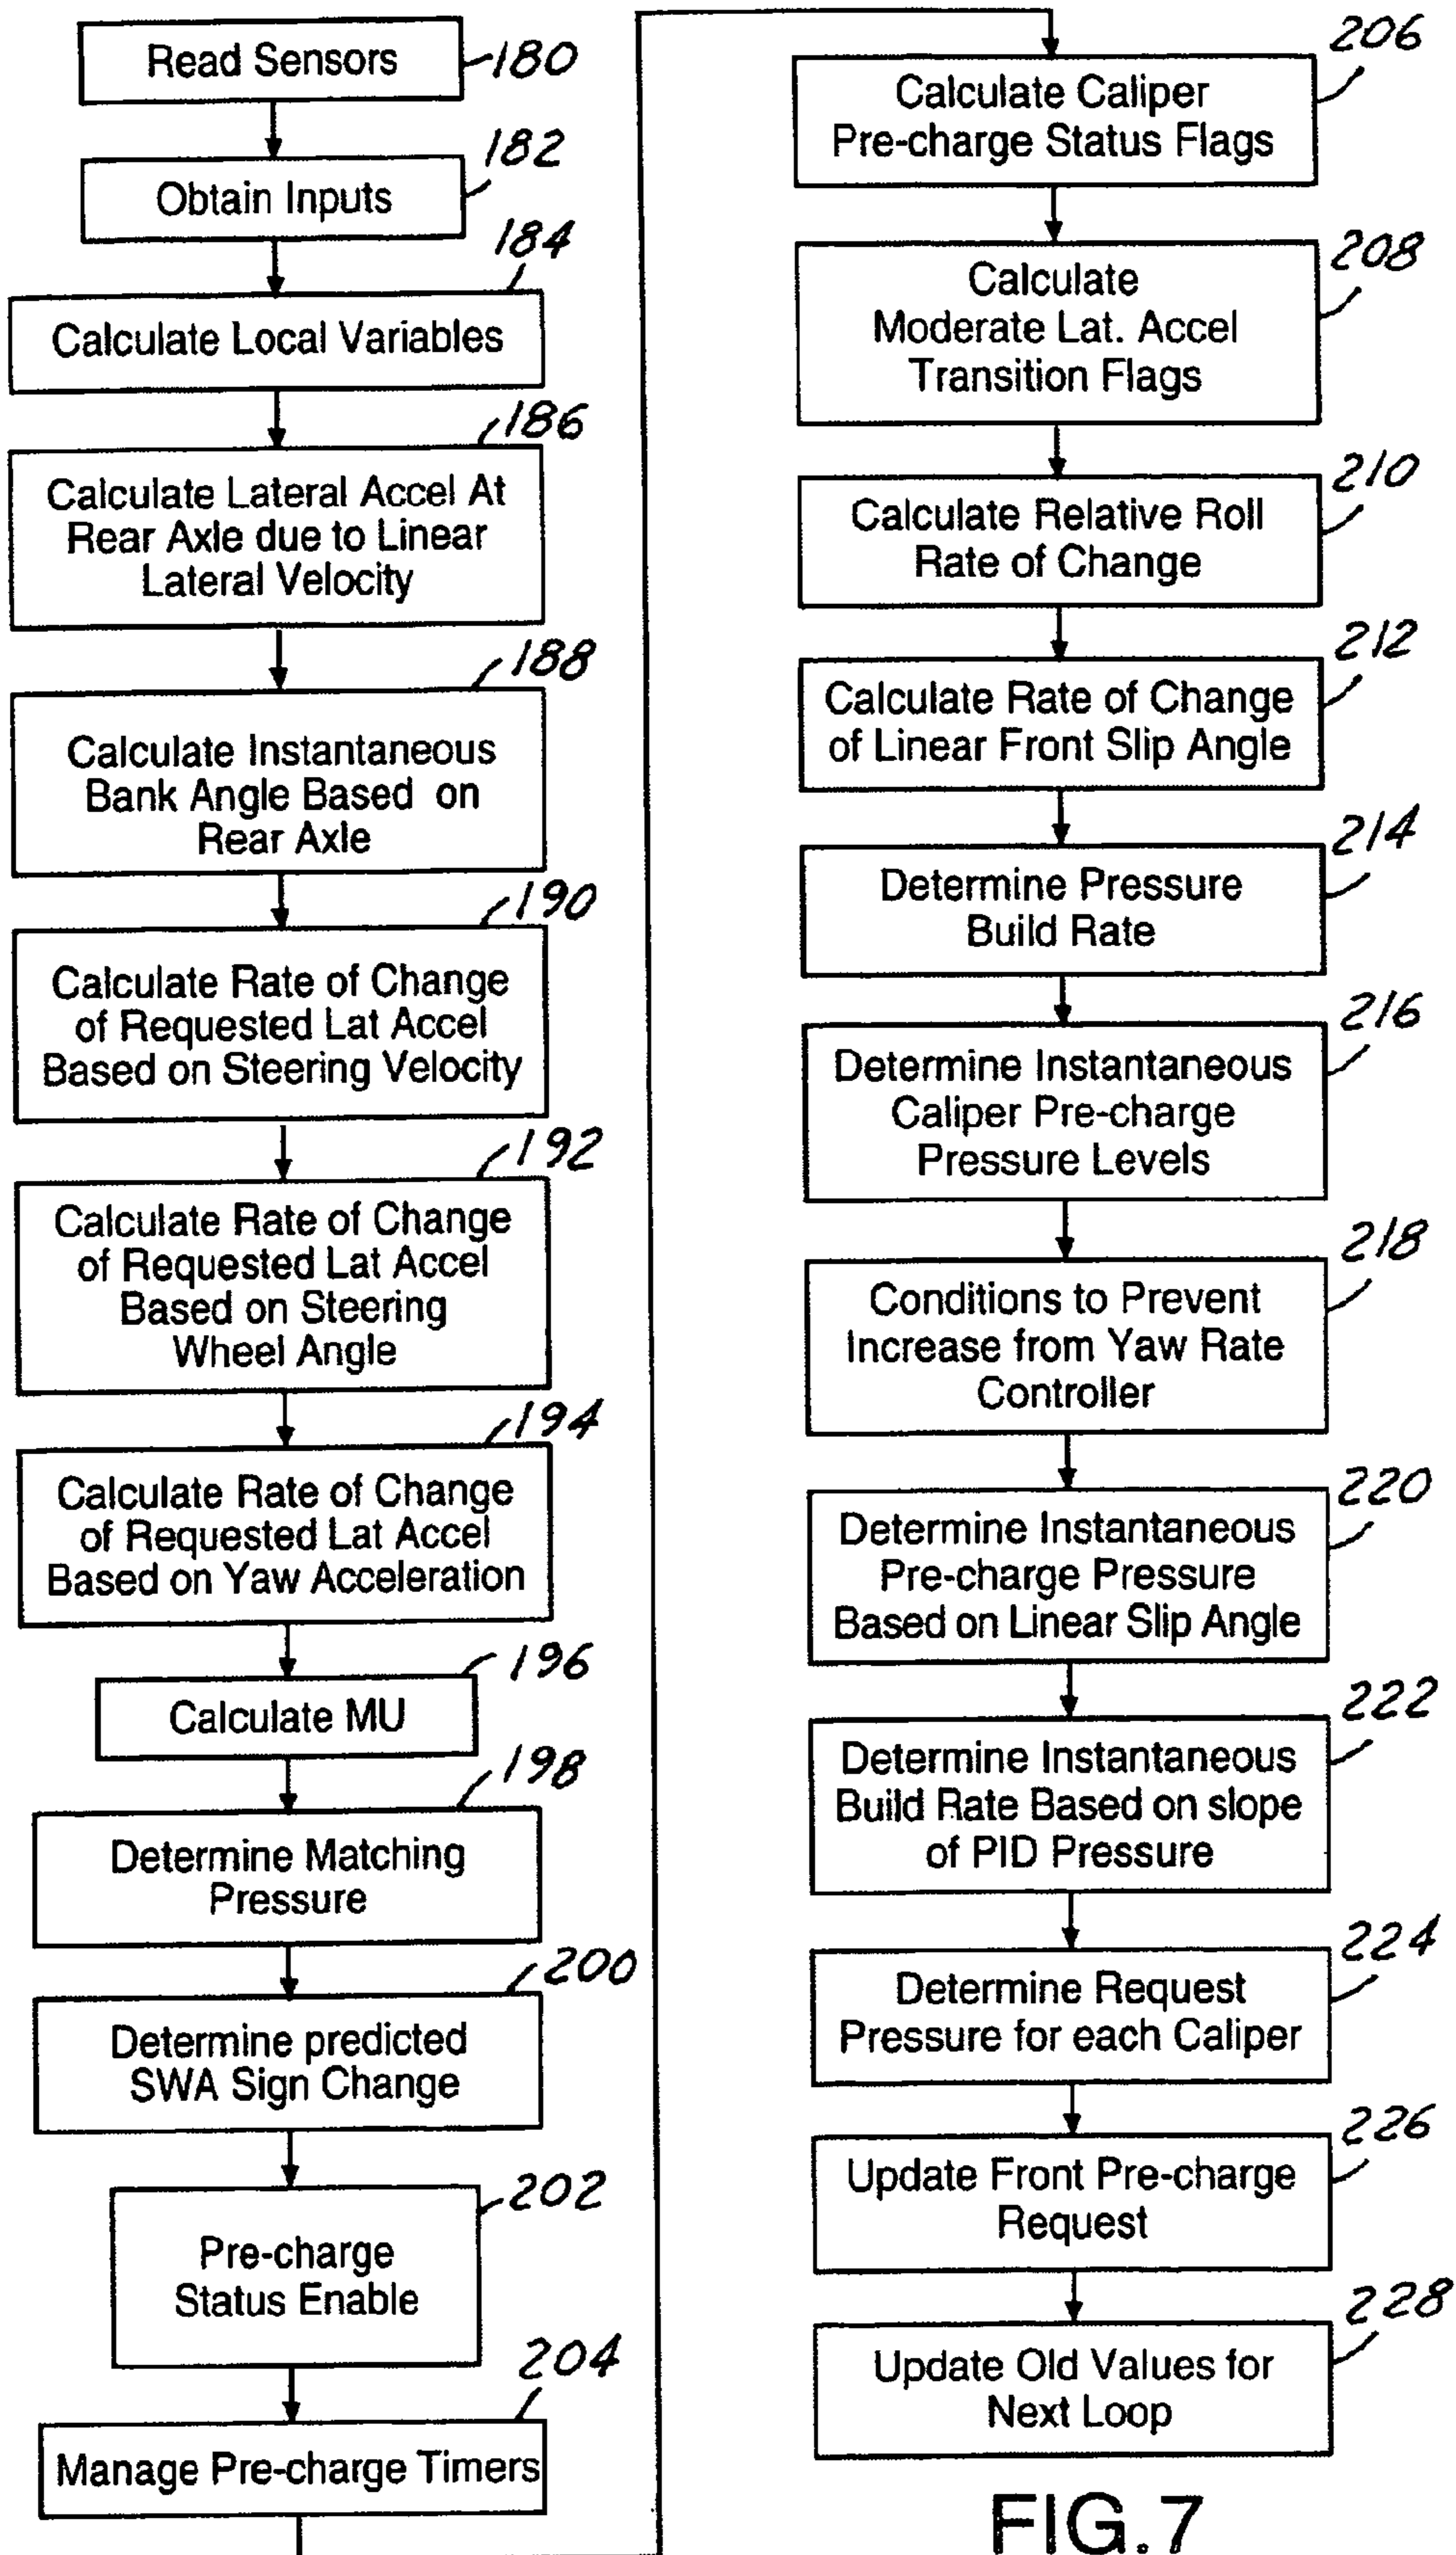 Read Sensors
180
Obtain Inputs
182
184
Calculate Local Variables
186
Calculate Lateral Accel At
Rear Axle due to Linear
Lateral Velocity
188
Calculate Instantaneous
Bank Angle Based on
Rear Axle
190
Calculate Rate of Change
of Requested Lat Accel
Based on Steering Velocity
192
Calculate Rate of Change
of Requested Lat Accel
Based on Steering
Wheel Angle
194
Calculate Rate of Change
of Requested Lat Accel
Based on Yaw Acceleration
196
Calculate MU
198
Determine Matching
Pressure
200
Determine predicted
SWA Sign Change
202
Pre-charge
Status Enable
204
Manage Pre-charge Timers
206
Calculate Caliper
Pre-charge Status Flags
208
Calculate
Moderate Lat. Accel
Transition Flags
210
Calculate Relative Roll
Rate of Change
212
Calculate Rate of Change
of Linear Front Slip Angle
214
Determine Pressure
Build Rate
216
Determine Instantaneous
Caliper Pre-charge
Pressure Levels
218
Conditions to Prevent
Increase from Yaw Rate
Controller
220
Determine Instantaneous
Pre-charge Pressure
Based on Linear Slip Angle
222
Determine Instantaneous
Build Rate Based on slope
of PID Pressure
224
Determine Request
Pressure for each Caliper
226
Update Front Pre-charge
Request
228
Update Old Values for
Next Loop
FIG.7